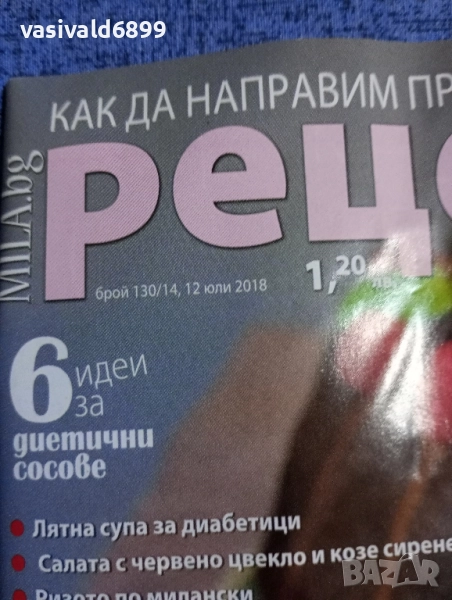 vasivald6899
КАК ДА НАПРАВИМ ПР
MILA.bg
реце
брой 130/14, 12 юли 2018
1,20 лв.
6 идеи
за
диетични
сосове
Лятна супа за диабетици
Салата с червено цвекло и козе сирене
Ризото по милански
BAZAR